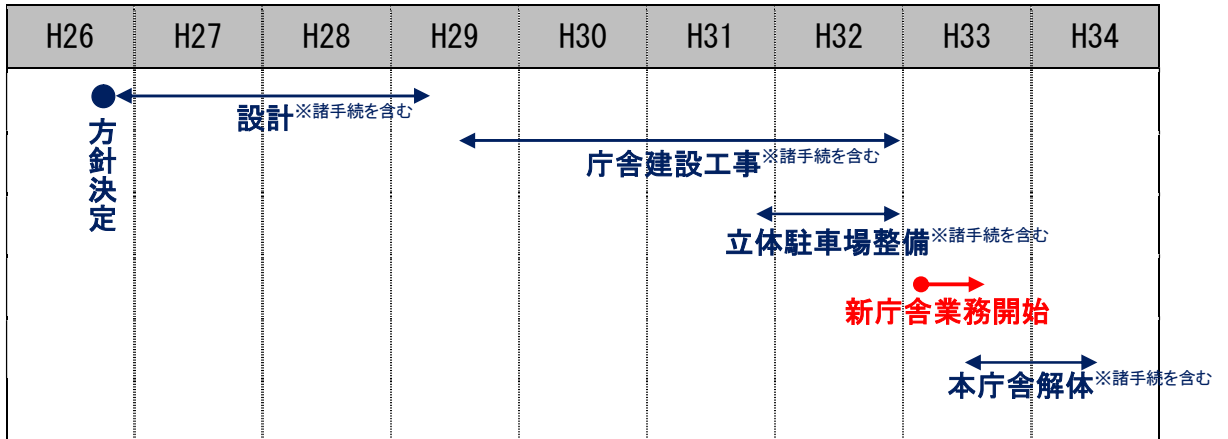 H26 H27 H28 H29 H30 H31 H32 H33 H34
方針決定
設計※諸手続を含む
庁舎建設工事※諸手続を含む
立体駐車場整備※諸手続を含む
新庁舎業務開始
本庁舎解体※諸手続を含む